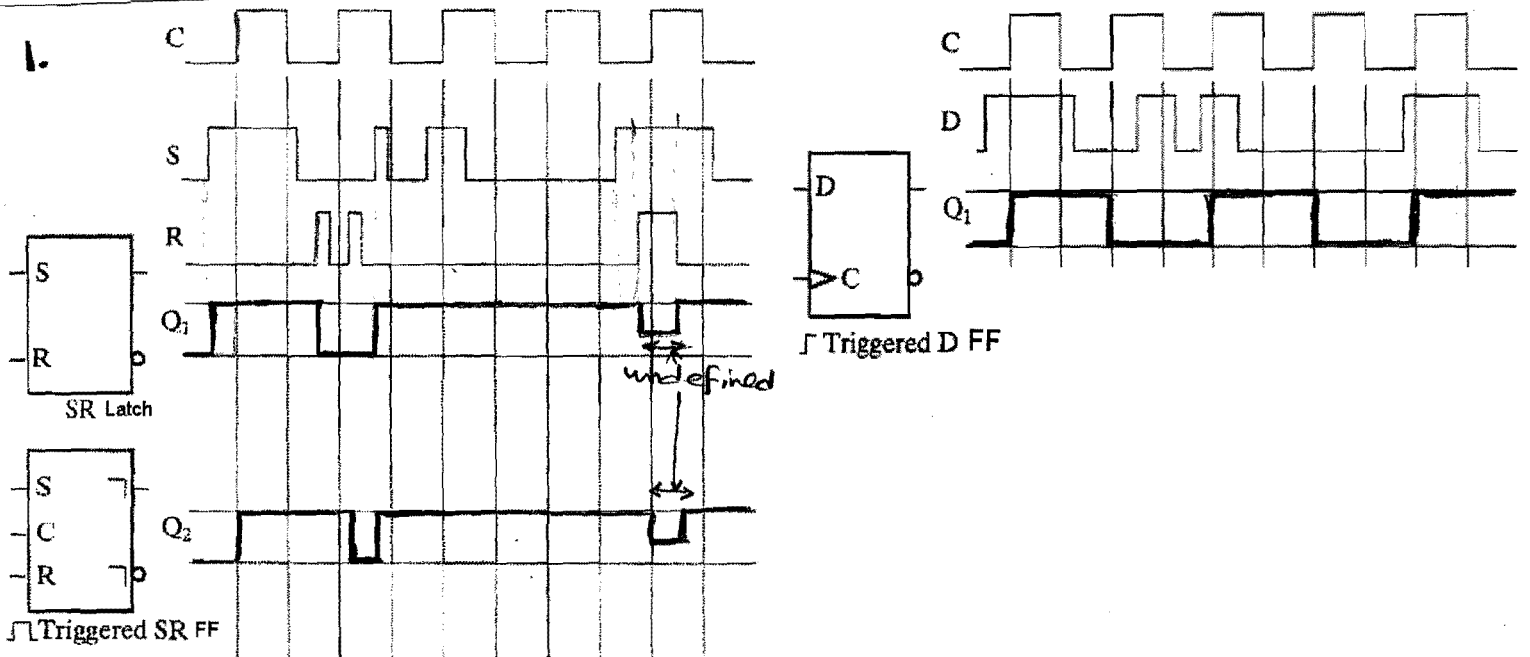 1.
C
S
R
Q₁
undefined
S
R
SR Latch
Q₂
S
C
R
⎍ Triggered SR FF
C
D
Q₁
D
C
Triggered D FF